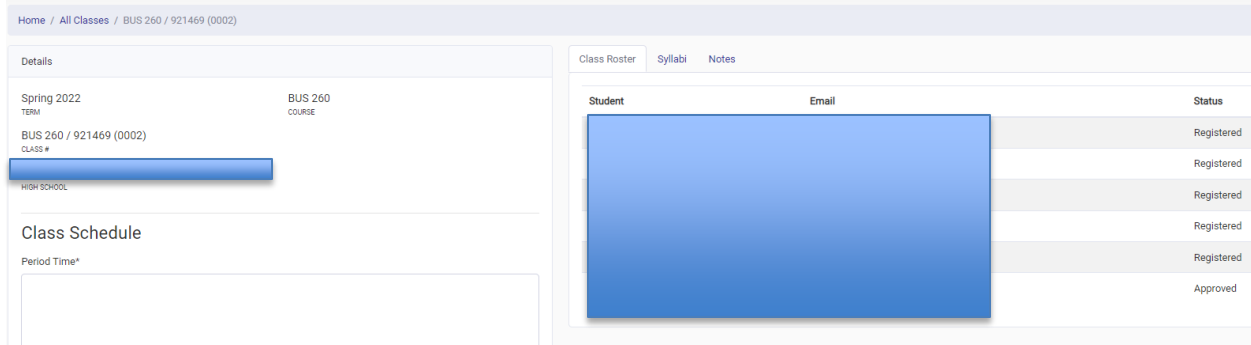 Home / All Classes / BUS 260 / 921469 (0002)
Details
Spring 2022
TERM
BUS 260
COURSE
BUS 260 / 921469 (0002)
CLASS #
HIGH SCHOOL
Class Schedule
Period Time*
Class Roster Syllabi Notes
Student Email Status
Registered
Registered
Registered
Registered
Registered
Approved